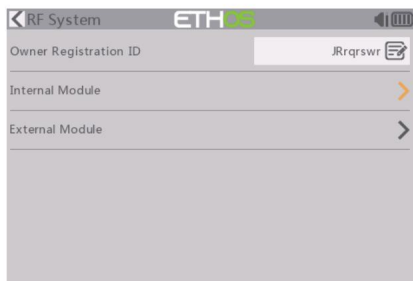 RF System
ETHOS
Owner Registration ID
JRrqrswr
Internal Module
External Module